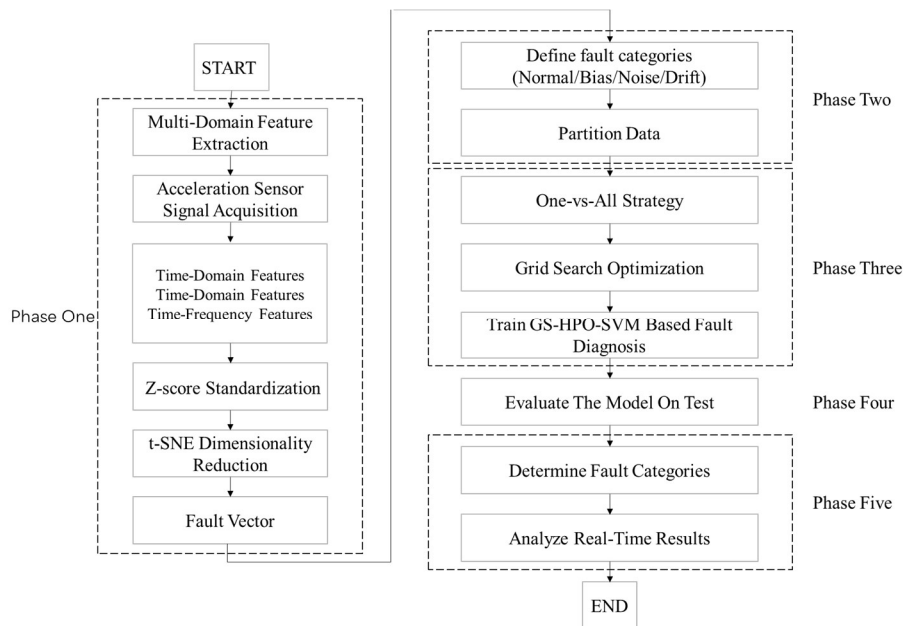 START
Multi-Domain Feature
Extraction
Acceleration Sensor
Signal Acquisition
Time-Domain Features
Time-Domain Features
Time-Frequency Features
Z-score Standardization
t-SNE Dimensionality
Reduction
Fault Vector
Phase One
Define fault categories
(Normal/Bias/Noise/Drift)
Partition Data
Phase Two
One-vs-All Strategy
Grid Search Optimization
Train GS-HPO-SVM Based Fault
Diagnosis
Phase Three
Evaluate The Model On Test
Phase Four
Determine Fault Categories
Analyze Real-Time Results
Phase Five
END